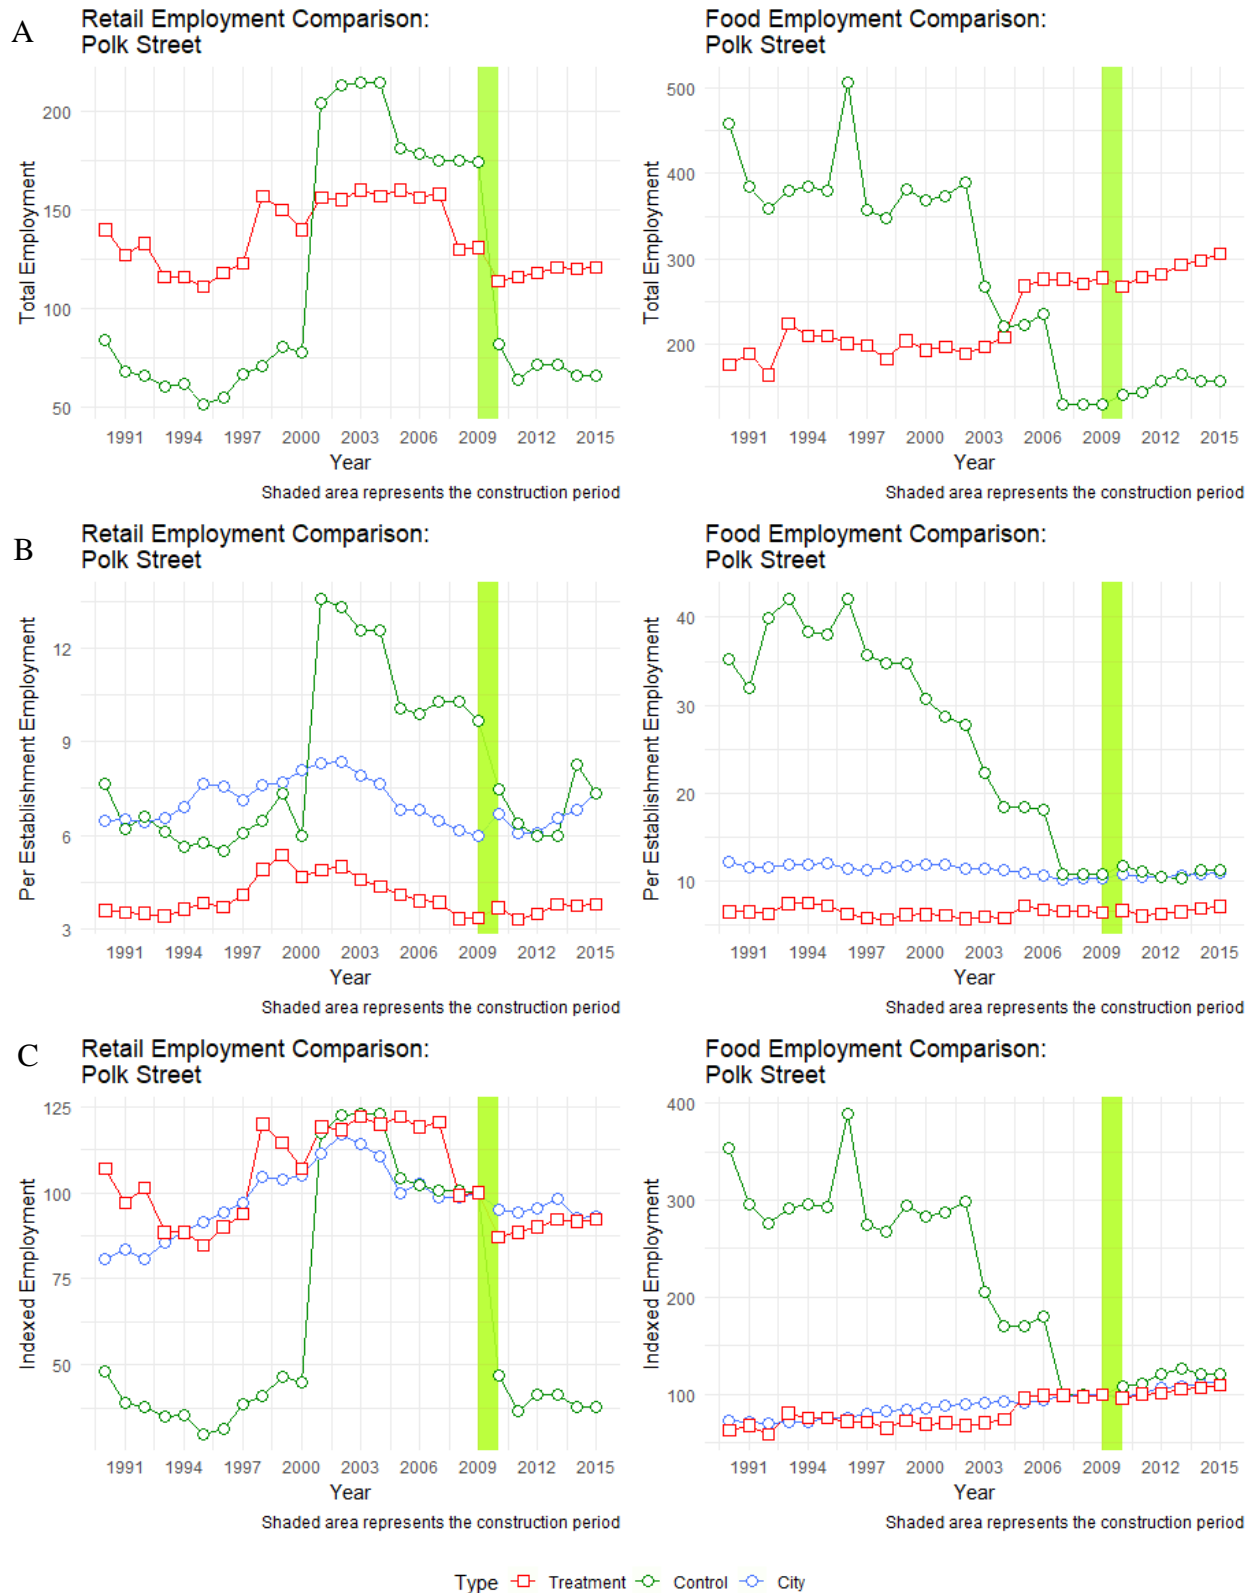 A
Retail Employment Comparison:
Polk Street
Total Employment
200
150
100
50
1991 1994 1997 2000 2003 2006 2009 2012 2015
Year
Shaded area represents the construction period
Food Employment Comparison:
Polk Street
Total Employment
500
400
300
200
1991 1994 1997 2000 2003 2006 2009 2012 2015
Year
Shaded area represents the construction period
B
Retail Employment Comparison:
Polk Street
Per Establishment Employment
12
9
6
3
1991 1994 1997 2000 2003 2006 2009 2012 2015
Year
Shaded area represents the construction period
Food Employment Comparison:
Polk Street
Per Establishment Employment
40
30
20
10
1991 1994 1997 2000 2003 2006 2009 2012 2015
Year
Shaded area represents the construction period
C
Retail Employment Comparison:
Polk Street
Indexed Employment
125
100
75
50
1991 1994 1997 2000 2003 2006 2009 2012 2015
Year
Shaded area represents the construction period
Food Employment Comparison:
Polk Street
Indexed Employment
400
300
200
100
1991 1994 1997 2000 2003 2006 2009 2012 2015
Year
Shaded area represents the construction period
Type Treatment Control City